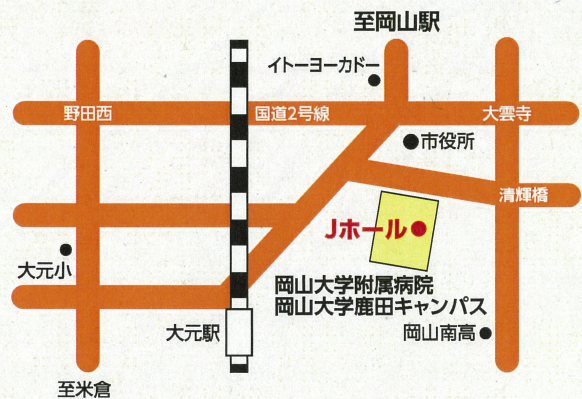 至岡山駅
イトーヨーカドー
野田西
国道2号線
大雲寺
市役所
清輝橋
Jホール
大元小
岡山大学附属病院
岡山大学鹿田キャンパス
大元駅
岡山南高
至米倉